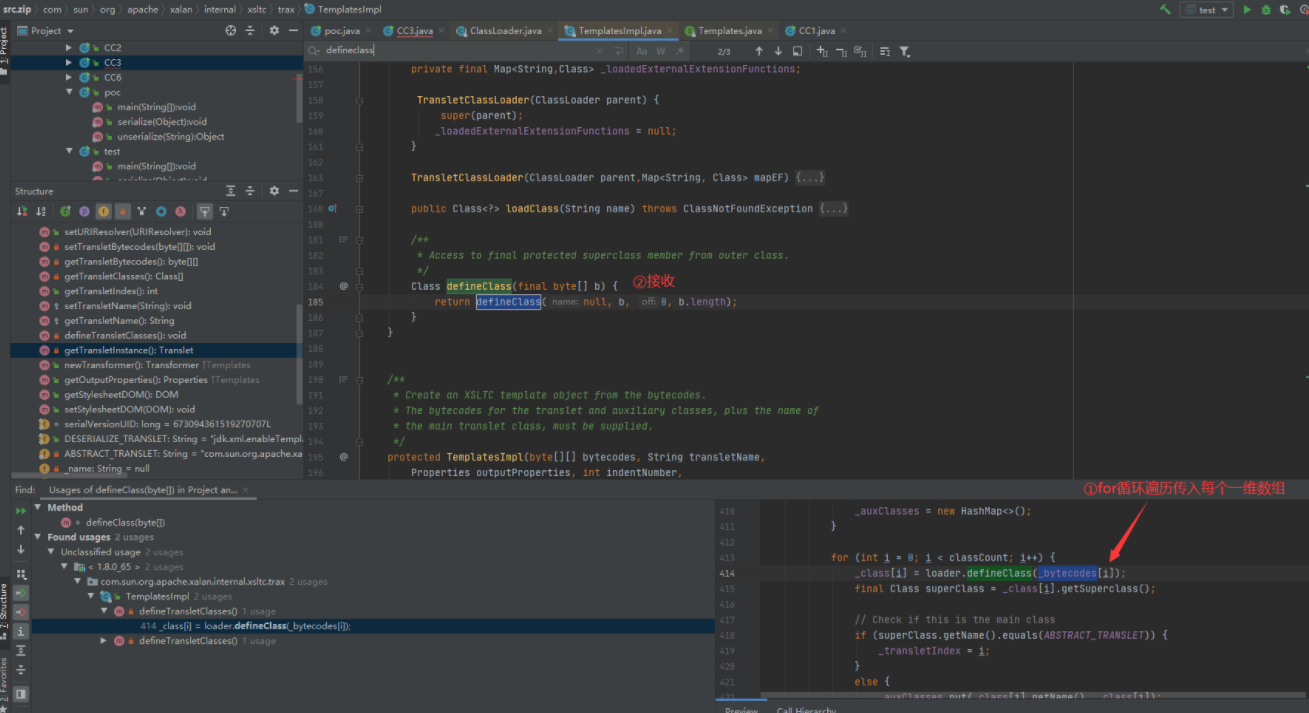 src.zip › com › sun › org › apache › xalan › internal › xsltc › trax › TemplatesImpl
test
Project
CC2
CC3
CC6
poc
main(String[]):void
serialize(Object):void
unserialize(String):Object
test
main(String[]):void
Structure
setURIResolver(URIResolver): void
setTransletBytecodes(byte[][]): void
getTransletBytecodes(): byte[][]
getTransletClasses(): Class[]
getTransletIndex(): int
setTransletName(String): void
getTransletName(): String
defineTransletClasses(): void
getTransletInstance(): Translet
newTransformer(): Transformer ↑Templates
getOutputProperties(): Properties ↑Templates
getStylesheetDOM(): DOM
setStylesheetDOM(DOM): void
serialVersionUID: long = 673094361519270707L
DESERIALIZE_TRANSLET: String = "jdk.xml.enableTempl
ABSTRACT_TRANSLET: String = "com.sun.org.apache.xa
_name: String = null
poc.java × CC3.java × ClassLoader.java × TemplatesImpl.java × Templates.java × CC1.java ×
defineclass
Aa W .* 2/3
156 private final Map<String,Class> _loadedExternalExtensionFunctions;
157
158 TransletClassLoader(ClassLoader parent) {
159 super(parent);
160 _loadedExternalExtensionFunctions = null;
161 }
162
163 TransletClassLoader(ClassLoader parent,Map<String, Class> mapEF) {...}
167
168 public Class<?> loadClass(String name) throws ClassNotFoundException {...}
180
181 /**
182 * Access to final protected superclass member from outer class.
183 */
184 Class defineClass(final byte[] b) { ②接收
185 return defineClass( name: null, b, off: 0, b.length);
186 }
187 }
188
189
190 /**
191 * Create an XSLTC template object from the bytecodes.
192 * The bytecodes for the translet and auxiliary classes, plus the name of
193 * the main translet class, must be supplied.
194 */
195 protected TemplatesImpl(byte[][] bytecodes, String transletName,
196 Properties outputProperties, int indentNumber,
Find: Usages of defineClass(byte[]) in Project an... ×
Method
defineClass(byte[])
Found usages 2 usages
Unclassified usage 2 usages
< 1.8.0_65 > 2 usages
com.sun.org.apache.xalan.internal.xsltc.trax 2 usages
TemplatesImpl 2 usages
defineTransletClasses() 1 usage
414 _class[i] = loader.defineClass(_bytecodes[i]);
defineTransletClasses() 1 usage
①for循环遍历传入每个一维数组
410 _auxClasses = new HashMap<>();
411 }
412
413 for (int i = 0; i < classCount; i++) {
414 _class[i] = loader.defineClass(_bytecodes[i]);
415 final Class superClass = _class[i].getSuperclass();
416
417 // Check if this is the main class
418 if (superClass.getName().equals(ABSTRACT_TRANSLET)) {
419 _transletIndex = i;
420 }
421 else {
422 _auxClasses.put(_class[i].getName(), _class[i]);
Preview Call Hierarchy
Project
Structure
2: Favorites